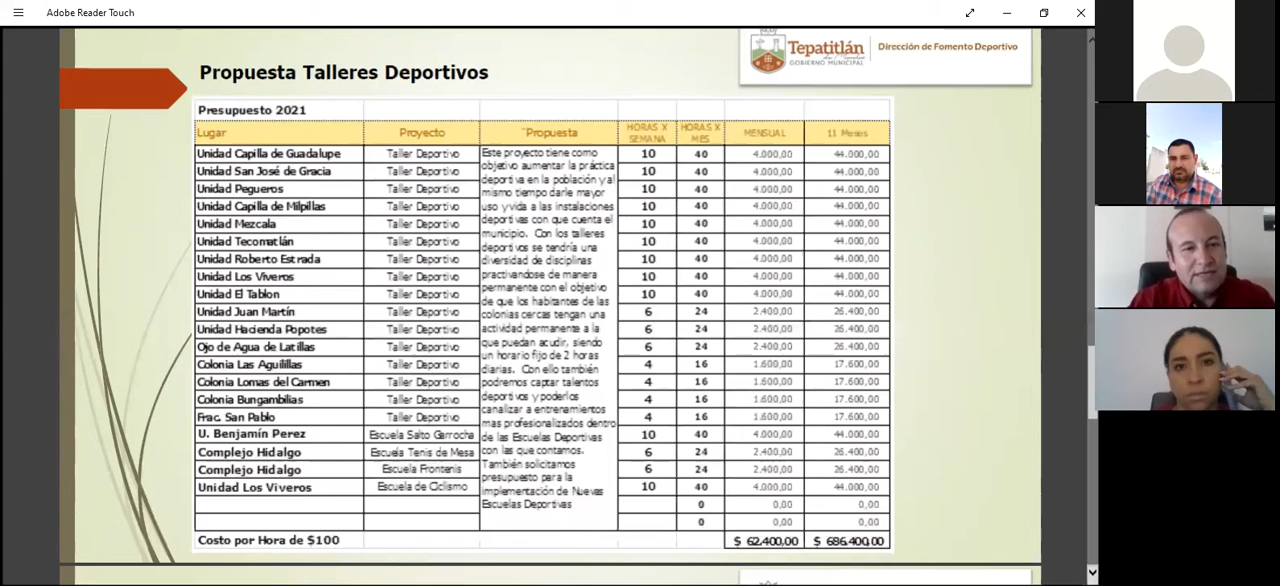 Adobe Reader Touch
Tepatitlán
de Morelos
GOBIERNO MUNICIPAL
Dirección de Fomento Deportivo
Propuesta Talleres Deportivos
Presupuesto 2021
Lugar Proyecto "Propuesta HORAS X SEMANA HORAS X MES MENSUAL 11 Meses
Unidad Capilla de Guadalupe Taller Deportivo 10 40 4.000,00 44.000,00
Unidad San José de Gracia Taller Deportivo 10 40 4.000,00 44.000,00
Unidad Pegueros Taller Deportivo 10 40 4.000,00 44.000,00
Unidad Capilla de Milpillas Taller Deportivo 10 40 4.000,00 44.000,00
Unidad Mezcala Taller Deportivo 10 40 4.000,00 44.000,00
Unidad Tecomatlán Taller Deportivo 10 40 4.000,00 44.000,00
Unidad Roberto Estrada Taller Deportivo 10 40 4.000,00 44.000,00
Unidad Los Viveros Taller Deportivo 10 40 4.000,00 44.000,00
Unidad El Tablon Taller Deportivo 10 40 4.000,00 44.000,00
Unidad Juan Martín Taller Deportivo 6 24 2.400,00 26.400,00
Unidad Hacienda Popotes Taller Deportivo 6 24 2.400,00 26.400,00
Ojo de Agua de Latillas Taller Deportivo 6 24 2.400,00 26.400,00
Colonia Las Aguilillas Taller Deportivo 4 16 1.600,00 17.600,00
Colonia Lomas del Carmen Taller Deportivo 4 16 1.600,00 17.600,00
Colonia Bungambilias Taller Deportivo 4 16 1.600,00 17.600,00
Frac. San Pablo Taller Deportivo 4 16 1.600,00 17.600,00
U. Benjamín Perez Escuela Salto Garrocha 10 40 4.000,00 44.000,00
Complejo Hidalgo Escuela Tenis de Mesa 6 24 2.400,00 26.400,00
Complejo Hidalgo Escuela Frontenis 6 24 2.400,00 26.400,00
Unidad Los Viveros Escuela de Ciclismo 10 40 4.000,00 44.000,00
0 0,00 0,00
0 0,00 0,00
Este proyecto tiene como
objetivo aumentar la práctica
deportiva en la población y al
mismo tiempo darle mayor
uso y vida a las instalaciones
deportivas con que cuenta el
municipio. Con los talleres
deportivos se tendría una
diversidad de disciplinas
practivandose de manera
permanente con el objetivo
de que los habitantes de las
colonias cercas tengan una
actividad permanente a la
que puedan acudir, siendo
un horario fijo de 2 horas
diarias. Con ello también
podremos captar talentos
deportivos y poderlos
canalizar a entrenamientos
mas profesionalizados dentro
de las Escuelas Deportivas
con las que contamos.
También solicitamos
presupuesto para la
implementación de Nuevas
Escuelas Deportivas
Costo por Hora de $100 $ 62.400,00 $ 686.400,00